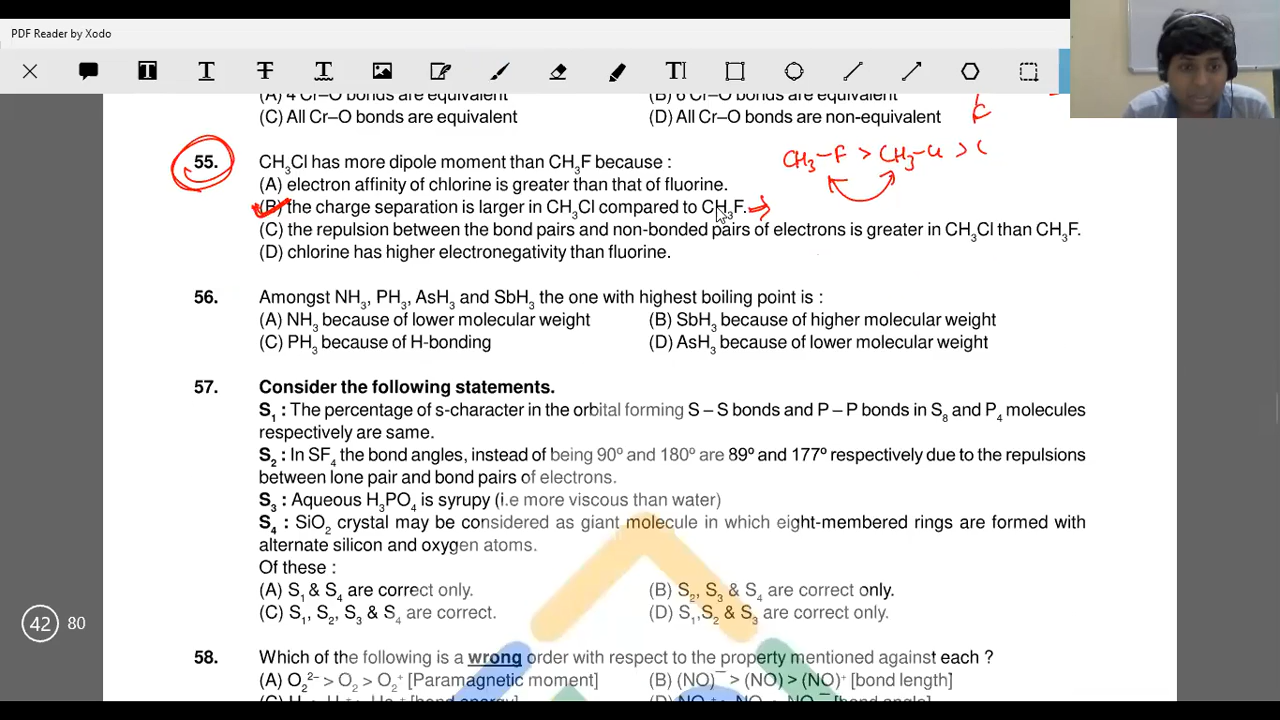 PDF Reader by Xodo
(A) 4 Cr–O bonds are equivalent (B) 6 Cr–O bonds are equivalent
(C) All Cr–O bonds are equivalent (D) All Cr–O bonds are non-equivalent
55. CH3Cl has more dipole moment than CH3F because : CH3–F > CH3–Cl > C
(A) electron affinity of chlorine is greater than that of fluorine.
(B) the charge separation is larger in CH3Cl compared to CH3F.
(C) the repulsion between the bond pairs and non-bonded pairs of electrons is greater in CH3Cl than CH3F.
(D) chlorine has higher electronegativity than fluorine.
56. Amongst NH3, PH3, AsH3 and SbH3 the one with highest boiling point is :
(A) NH3 because of lower molecular weight (B) SbH3 because of higher molecular weight
(C) PH3 because of H-bonding (D) AsH3 because of lower molecular weight
57. Consider the following statements.
S1 : The percentage of s-character in the orbital forming S – S bonds and P – P bonds in S8 and P4 molecules
respectively are same.
S2 : In SF4 the bond angles, instead of being 90º and 180º are 89º and 177º respectively due to the repulsions
between lone pair and bond pairs of electrons.
S3 : Aqueous H3PO4 is syrupy (i.e more viscous than water)
S4 : SiO2 crystal may be considered as giant molecule in which eight-membered rings are formed with
alternate silicon and oxygen atoms.
Of these :
(A) S1 & S4 are correct only. (B) S2, S3 & S4 are correct only.
(C) S1, S2, S3 & S4 are correct. (D) S1,S2 & S3 are correct only.
42 80
58. Which of the following is a wrong order with respect to the property mentioned against each ?
(A) O2²⁻ > O2 > O2⁺ [Paramagnetic moment] (B) (NO)⁻ > (NO) > (NO)⁺ [bond length]